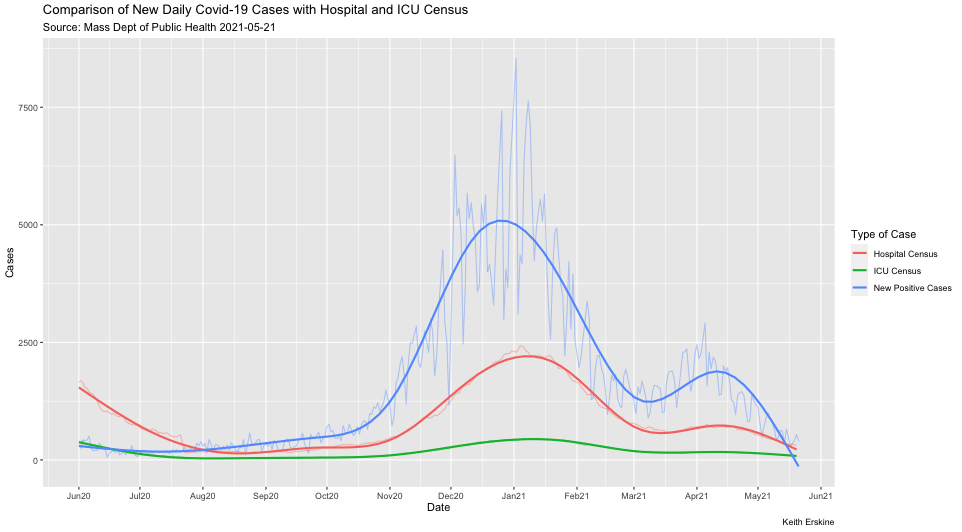 Comparison of New Daily Covid-19 Cases with Hospital and ICU Census
Source: Mass Dept of Public Health 2021-05-21
7500
5000
2500
0
Cases
Jun20 Jul20 Aug20 Sep20 Oct20 Nov20 Dec20 Jan21 Feb21 Mar21 Apr21 May21 Jun21
Date
Type of Case
Hospital Census
ICU Census
New Positive Cases
Keith Erskine